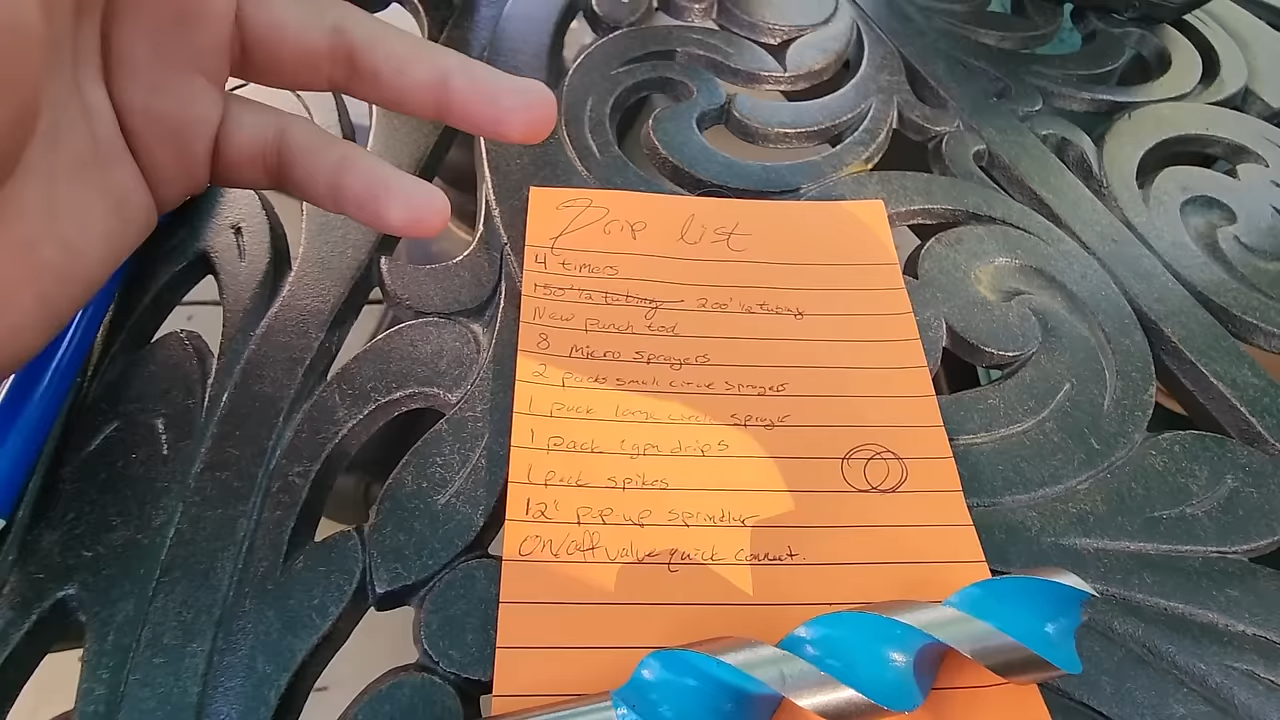 Drip list
4 timers
150' 1/2 tubing 200' 1/2 tubing
New punch tool
8 Micro sprayers
2 packs small circle sprayers
1 pack large circle sprayer
1 pack 1gph drips
1 pack spikes
12" pop-up sprinkler
On/off valve quick connect.